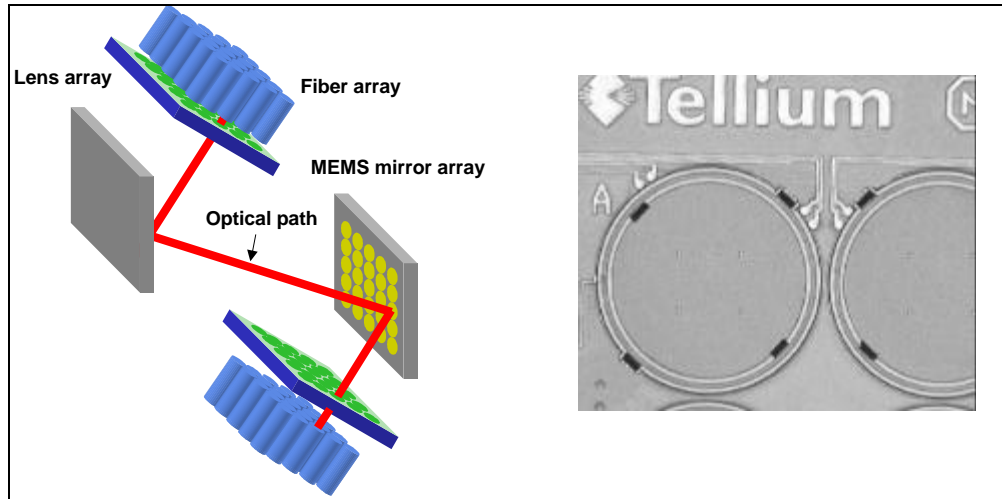 Lens array
Fiber array
MEMS mirror array
Optical path
Tellium
A